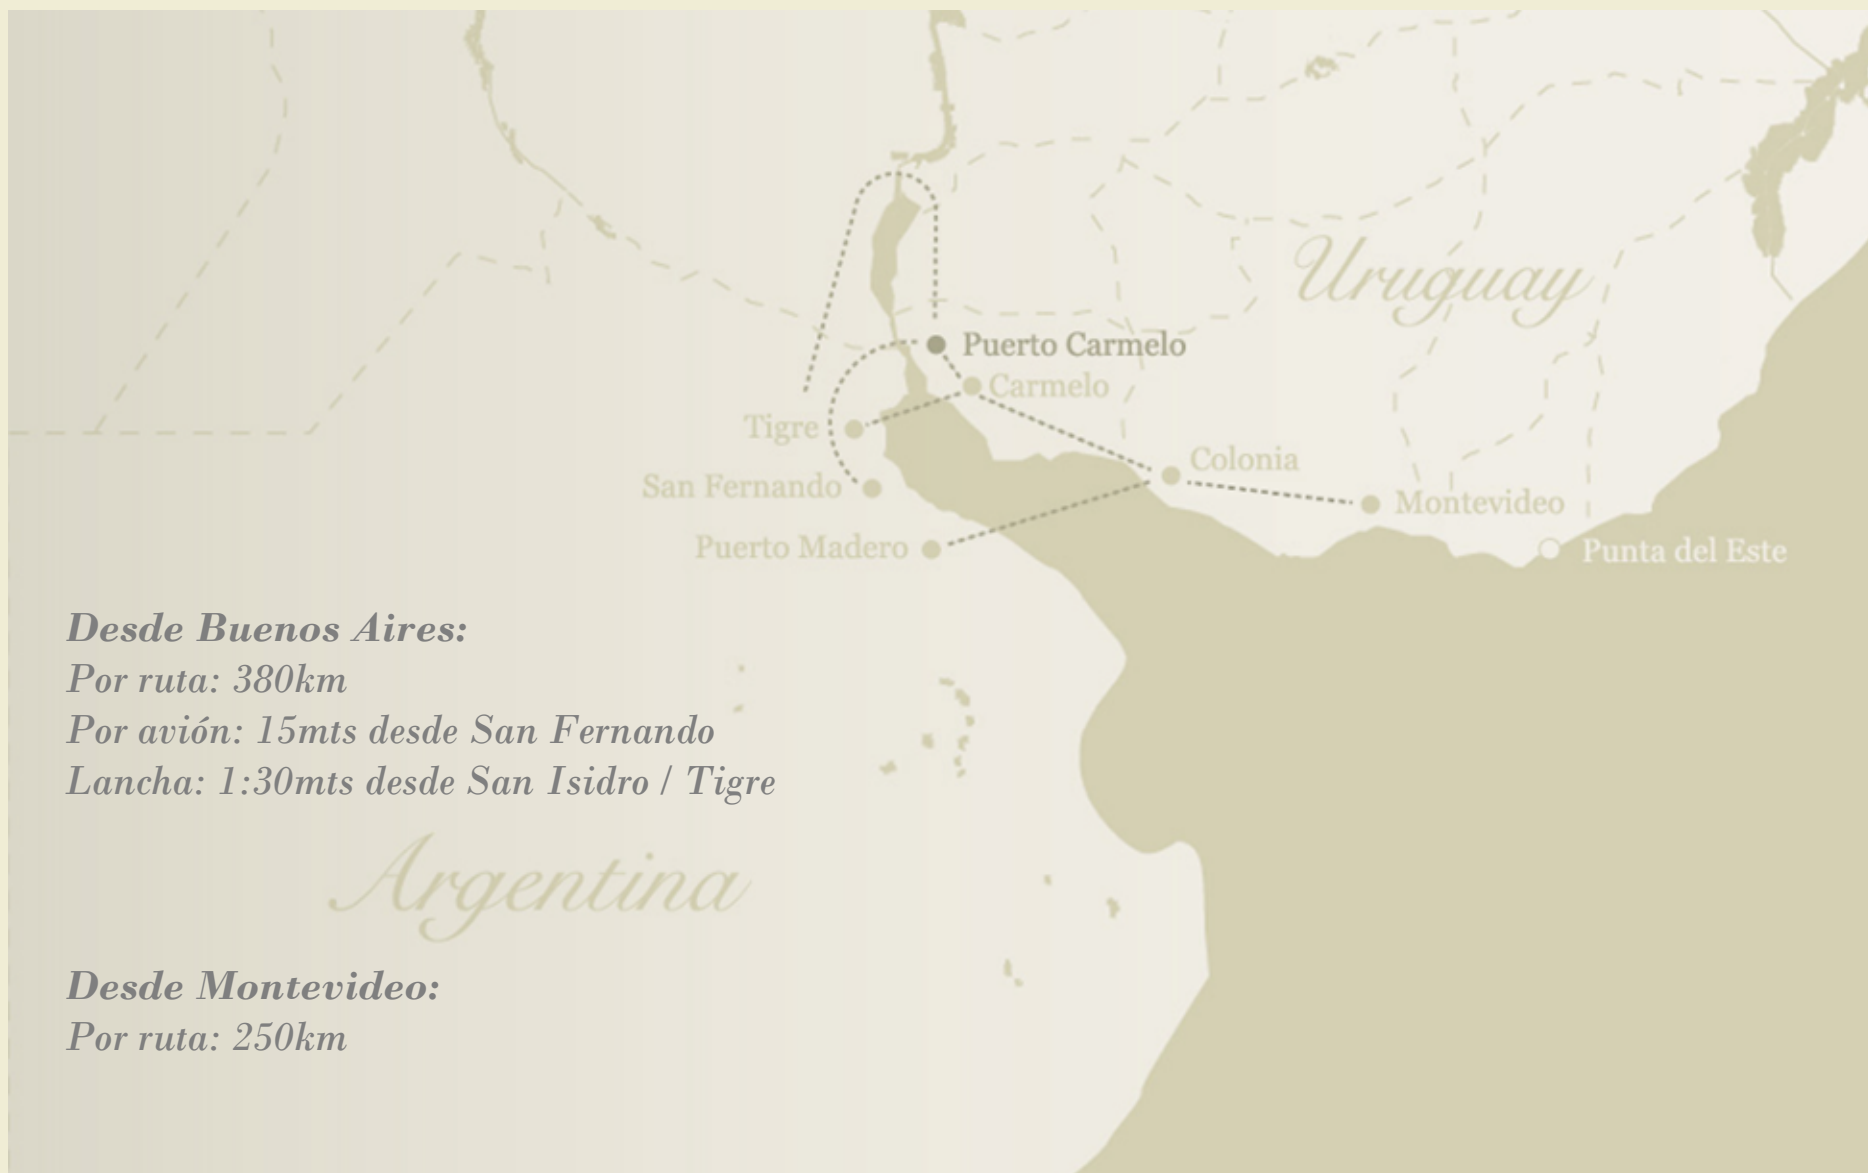 Uruguay
Puerto Carmelo
Carmelo
Tigre
Colonia
San Fernando
Montevideo
Puerto Madero
Punta del Este
Desde Buenos Aires:
Por ruta: 380km
Por avión: 15mts desde San Fernando
Lancha: 1:30mts desde San Isidro / Tigre
Argentina
Desde Montevideo:
Por ruta: 250km